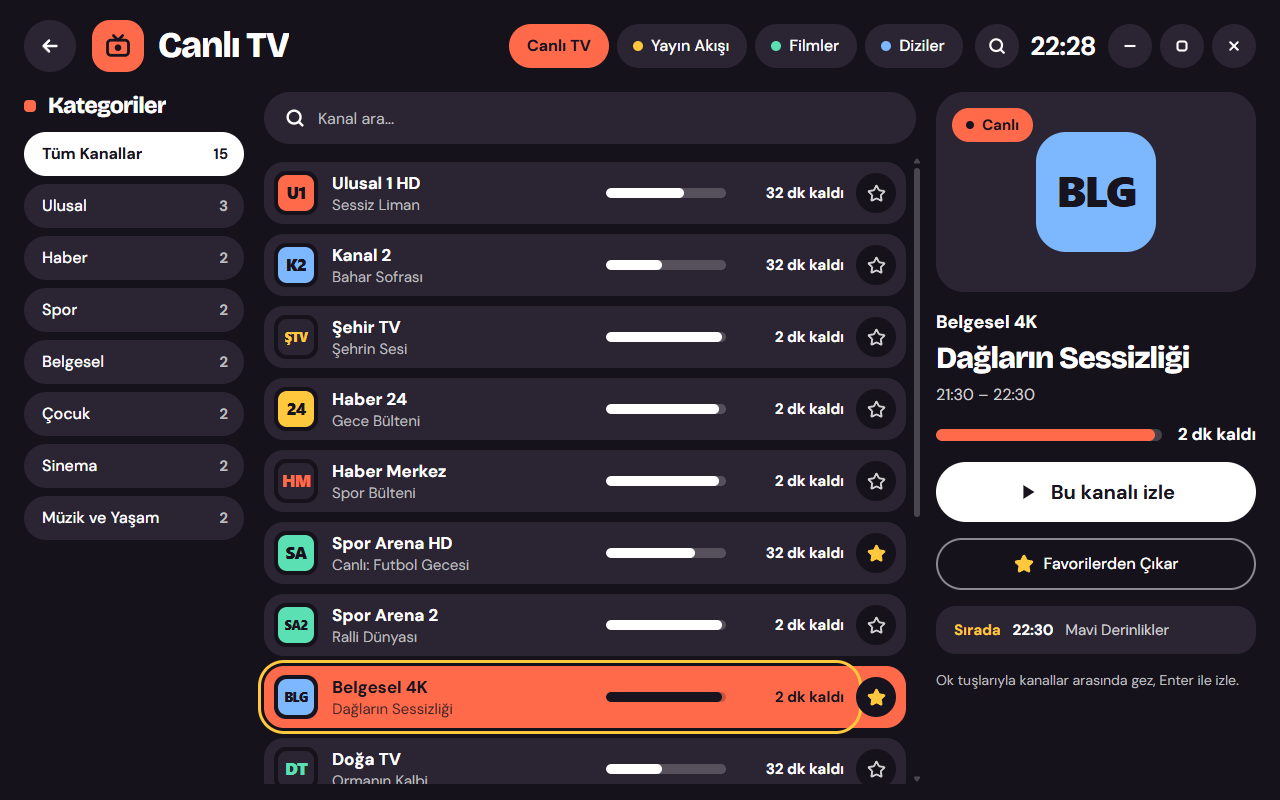 Canlı TV
Canlı TV
Yayın Akışı
Filmler
Diziler
22:28
Kategoriler
Tüm Kanallar 15
Ulusal 3
Haber 2
Spor 2
Belgesel 2
Çocuk 2
Sinema 2
Müzik ve Yaşam 2
Kanal ara...
U1
Ulusal 1 HD
Sessiz Liman
32 dk kaldı
K2
Kanal 2
Bahar Sofrası
32 dk kaldı
ŞTV
Şehir TV
Şehrin Sesi
2 dk kaldı
24
Haber 24
Gece Bülteni
2 dk kaldı
HM
Haber Merkez
Spor Bülteni
2 dk kaldı
SA
Spor Arena HD
Canlı: Futbol Gecesi
32 dk kaldı
SA2
Spor Arena 2
Ralli Dünyası
2 dk kaldı
BLG
Belgesel 4K
Dağların Sessizliği
2 dk kaldı
DT
Doğa TV
Ormanın Kalbi
32 dk kaldı
Canlı
BLG
Belgesel 4K
Dağların Sessizliği
21:30 – 22:30
2 dk kaldı
Bu kanalı izle
Favorilerden Çıkar
Sırada 22:30 Mavi Derinlikler
Ok tuşlarıyla kanallar arasında gez, Enter ile izle.